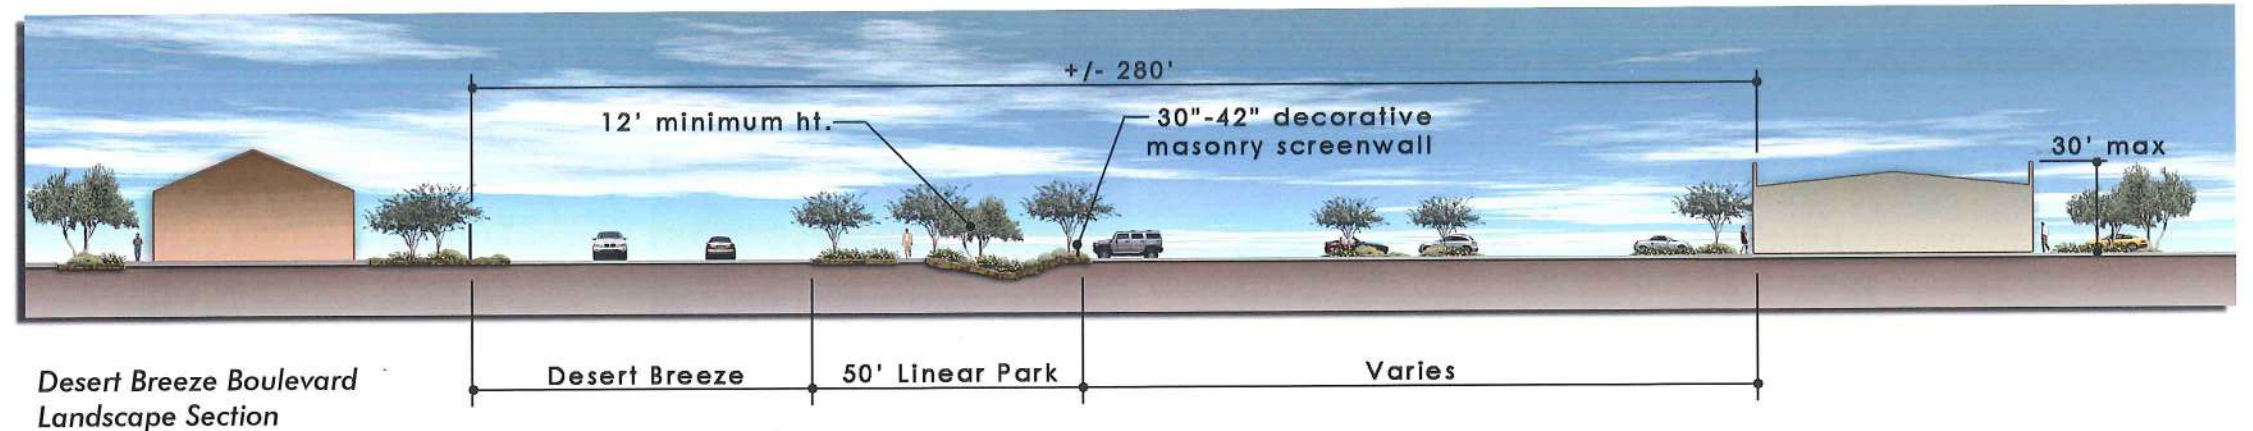 +/- 280'
12' minimum ht.
30"-42" decorative
masonry screenwall
30' max
Desert Breeze
50' Linear Park
Varies
Desert Breeze Boulevard
Landscape Section